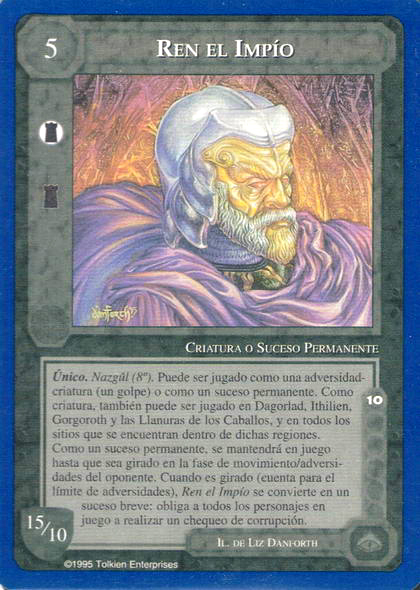 5
REN EL IMPÍO
DanForth 95
CRIATURA O SUCESO PERMANENTE
Único. Nazgûl (8º). Puede ser jugado como una adversidad-
criatura (un golpe) o como un suceso permanente. Como
criatura, también puede ser jugado en Dagorlad, Ithilien,
Gorgoroth y las Llanuras de los Caballos, y en todos los
sitios que se encuentran dentro de dichas regiones.
Como un suceso permanente, se mantendrá en juego
hasta que sea girado en la fase de movimiento/adversi-
dades del oponente. Cuando es girado (cuenta para el
límite de adversidades), Ren el Impío se convierte en un
suceso breve: obliga a todos los personajes en
juego a realizar un chequeo de corrupción.
10
15/10
IL. DE LIZ DANFORTH
©1995 Tolkien Enterprises